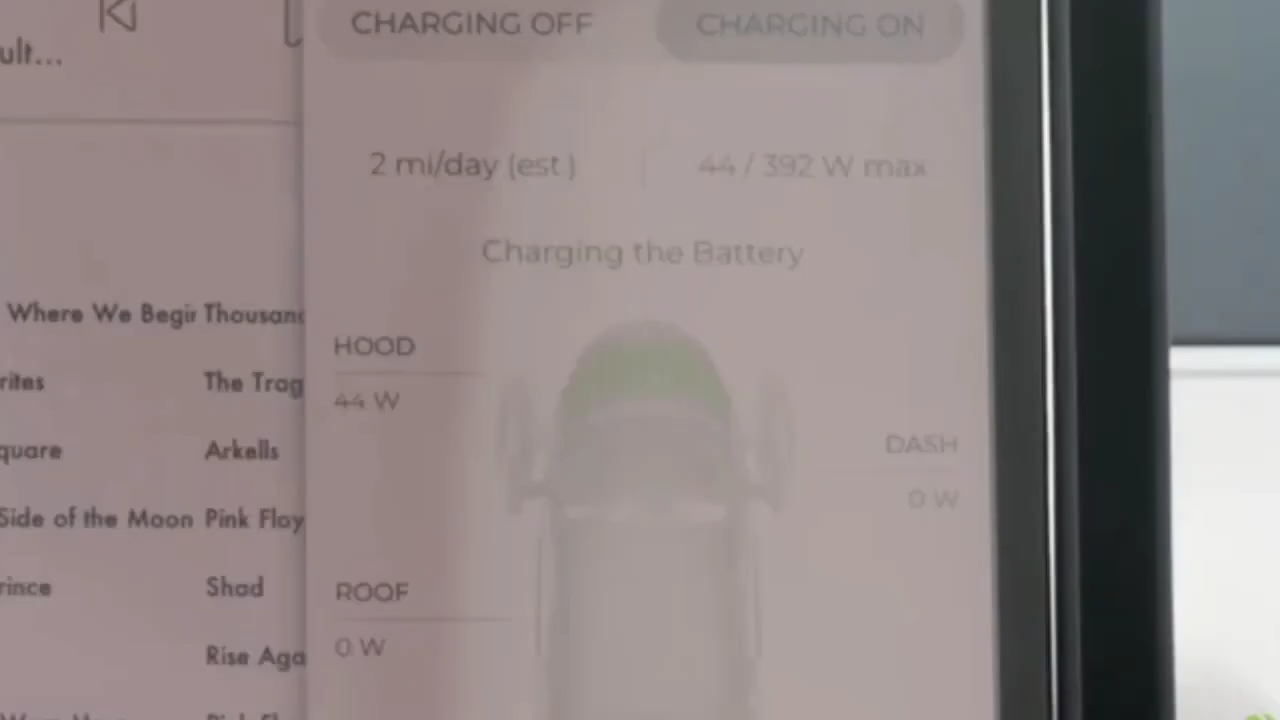 ult...
CHARGING OFF
CHARGING ON
2 mi/day (est.)
44 / 392 W max
Charging the Battery
Where We Begin Thousand
HOOD
rites The Trag
44 W
quare Arkells
DASH
0 W
Side of the Moon Pink Floy
rince Shad
ROOF
0 W
Rise Aga